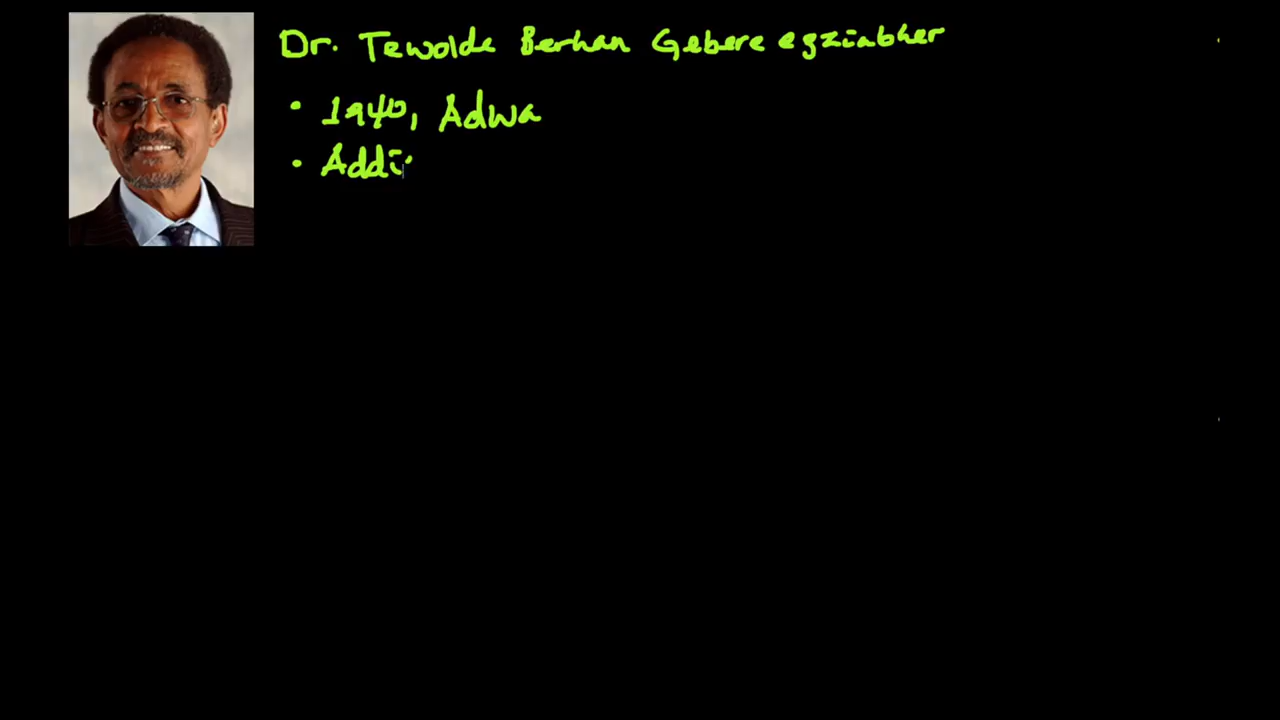 Dr. Tewolde Berhan Gebere egziabher
• 1940, Adwa
• Addi